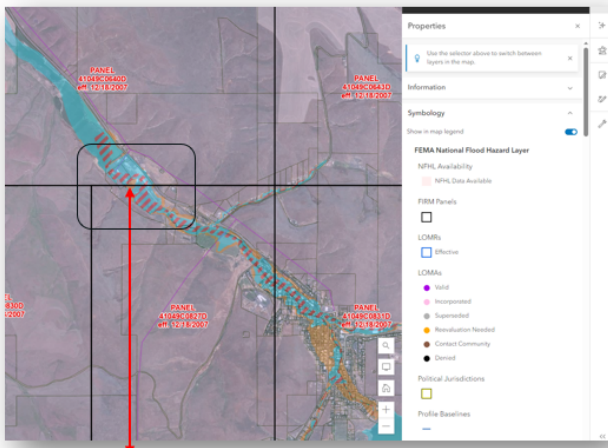 PANEL
41049C0640D
eff. 12/18/2007
PANEL
41049C0643D
eff. 12/18/2007
PANEL
41049C0827D
eff. 12/18/2007
PANEL
41049C0831D
eff. 12/18/2007
Properties
Use the selector above to switch between
layers in the map.
Information
Symbology
Show in map legend
FEMA National Flood Hazard Layer
NFHL Availability
NFHL Data Available
FIRM Panels
LOMRs
Effective
LOMAs
Valid
Incorporated
Superseded
Reevaluation Needed
Contact Community
Denied
Political Jurisdictions
Profile Baselines